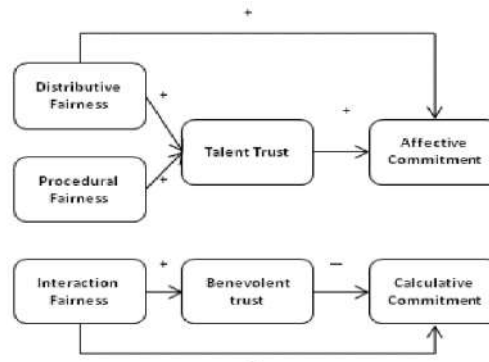 +
Distributive
Fairness
+
+
Talent Trust
Affective
Commitment
Procedural
Fairness
+
Interaction
Fairness
+
Benevolent
trust
—
Calculative
Commitment